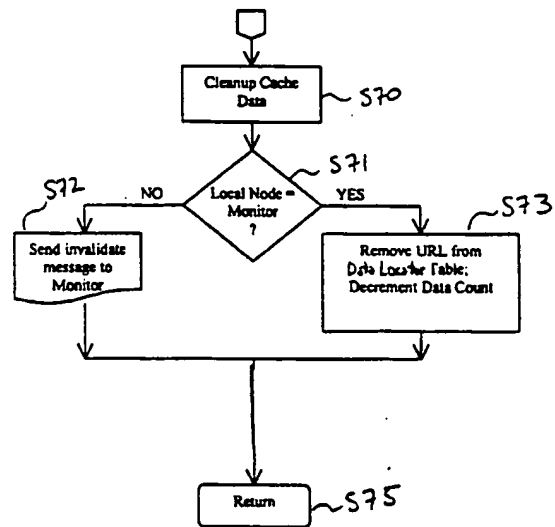 Cleanup Cache
Data
S70
S71
Local Node =
Monitor
?
NO
YES
S72
Send invalidate
message to
Monitor
S73
Remove URL from
Data Locator Table;
Decrement Data Count
Return
S75